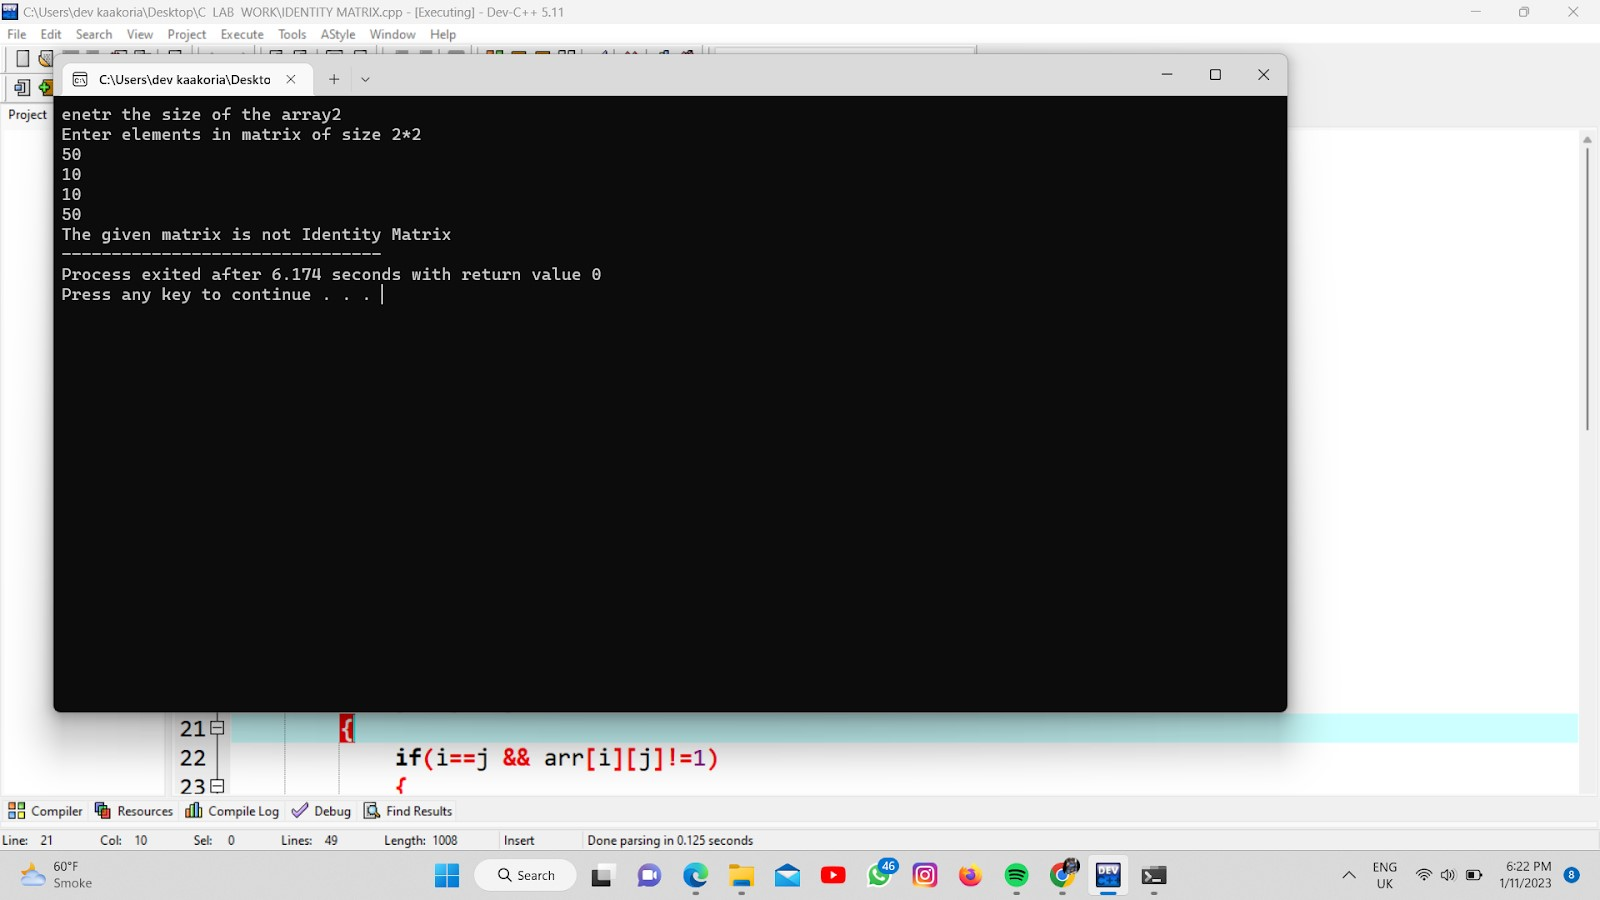 C:\Users\dev kaakoria\Desktop\C  LAB  WORK\IDENTITY MATRIX.cpp - [Executing] - Dev-C++ 5.11
File Edit Search View Project Execute Tools AStyle Window Help
C:\Users\dev kaakoria\Deskto
Project
enetr the size of the array2
Enter elements in matrix of size 2*2
50
10
10
50
The given matrix is not Identity Matrix
--------------------------------
Process exited after 6.174 seconds with return value 0
Press any key to continue . . .
21 {
22 if(i==j && arr[i][j]!=1)
23 {
Compiler Resources Compile Log Debug Find Results
Line: 21 Col: 10 Sel: 0 Lines: 49 Length: 1008 Insert Done parsing in 0.125 seconds
60°F
Smoke
Search
46
DEV
ENG
UK
6:22 PM
1/11/2023
8